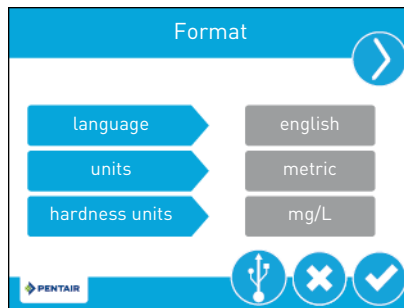 Format
language
english
units
metric
hardness units
mg/L
PENTAIR